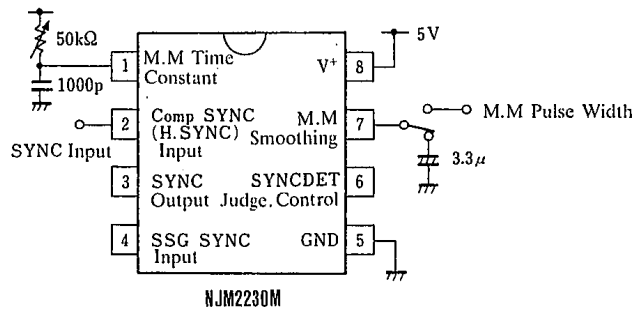 50kΩ
1000p
SYNC Input
1
M.M Time
Constant
2
Comp SYNC
(H.SYNC)
Input
3
SYNC
Output
4
SSG SYNC
Input
V+
8
5V
M.M
Smoothing
7
M.M Pulse Width
3.3μ
SYNCDET
Judge.Control
6
GND
5
NJM2230M